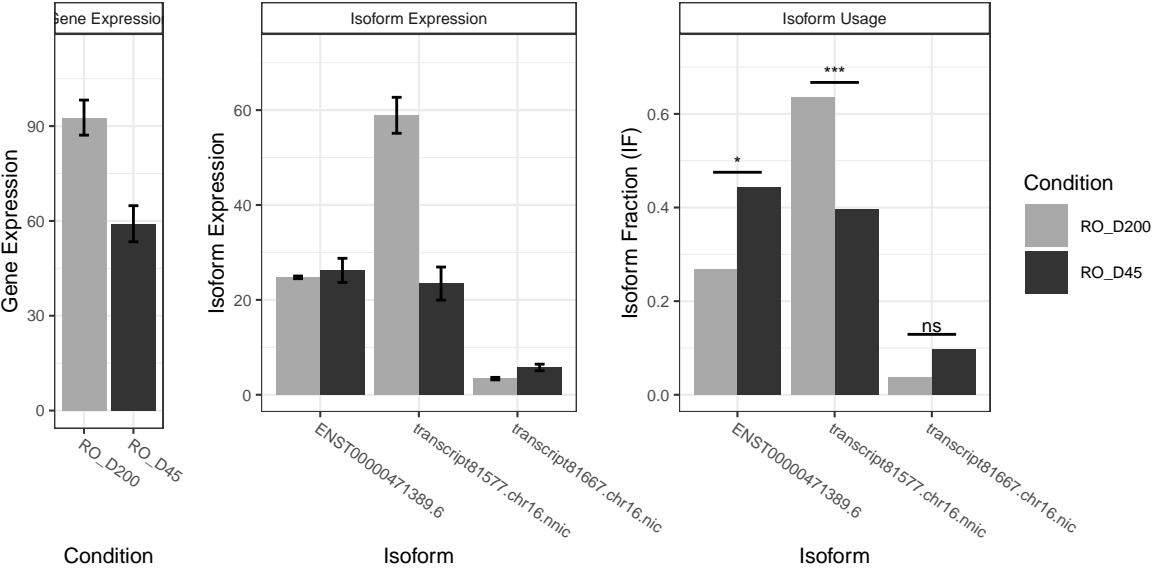 Gene Expression
Isoform Expression
Isoform Usage
Gene Expression
90
60
30
0
RO_D200
RO_D45
Condition
Isoform Expression
60
40
20
0
ENST00000471389.6
transcript81577.chr16.nnic
transcript81667.chr16.nic
Isoform
Isoform Fraction (IF)
0.6
0.4
0.2
0.0
*
***
ns
ENST00000471389.6
transcript81577.chr16.nnic
transcript81667.chr16.nic
Isoform
Condition
RO_D200
RO_D45